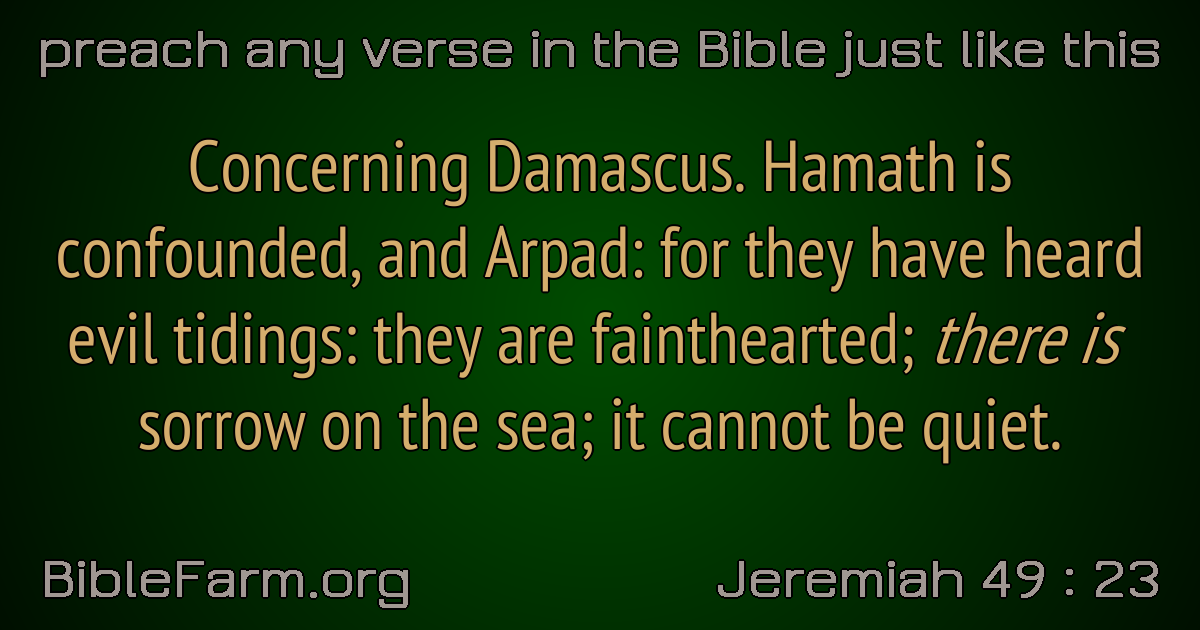 preach any verse in the Bible just like this
Concerning Damascus. Hamath is
confounded, and Arpad: for they have heard
evil tidings: they are fainthearted; there is
sorrow on the sea; it cannot be quiet.
BibleFarm.org
Jeremiah 49 : 23